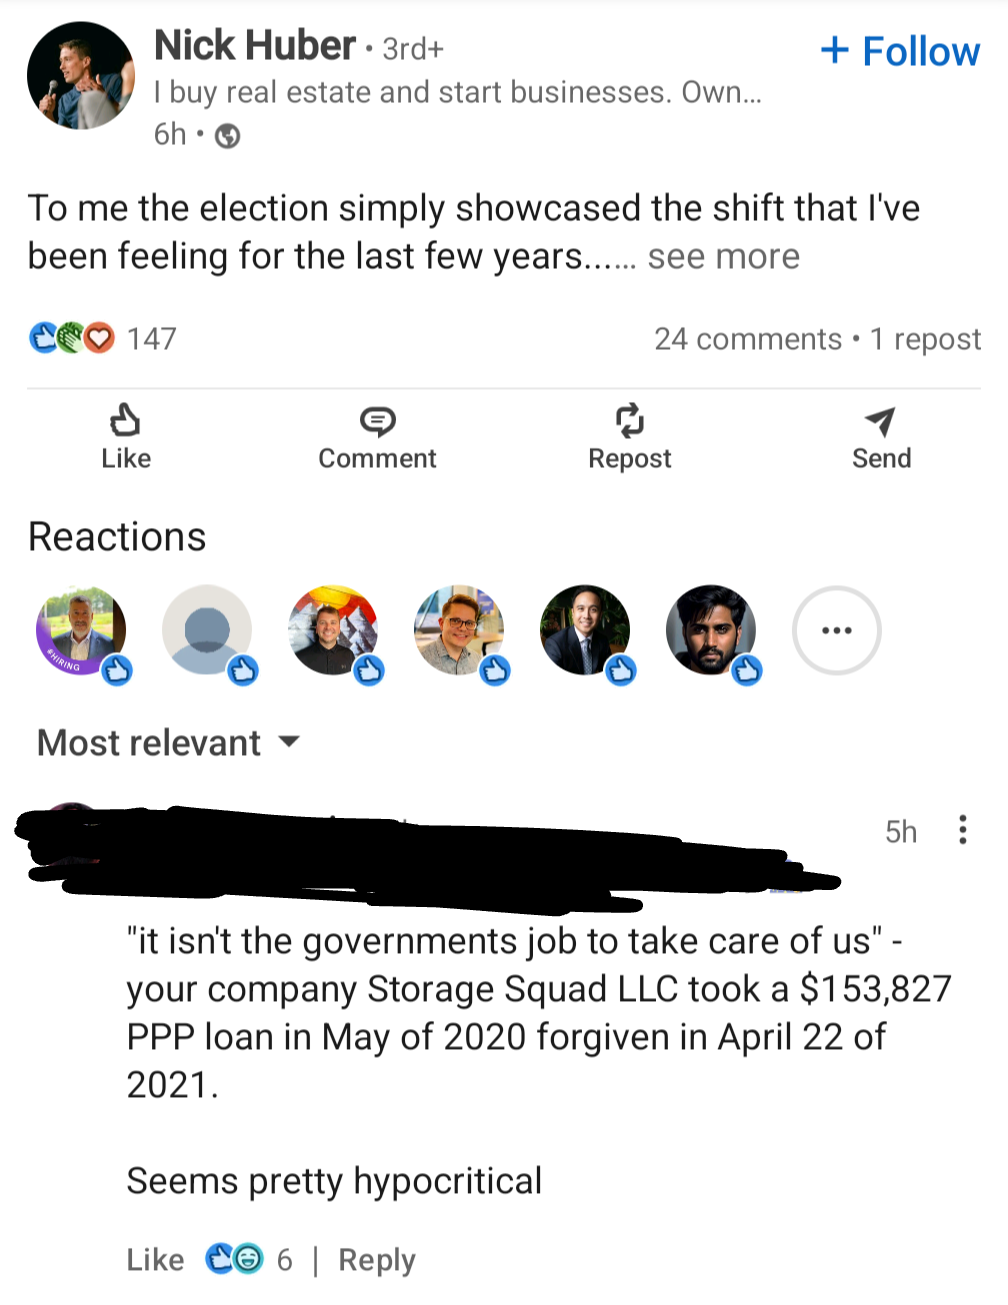 Nick Huber • 3rd+
+ Follow
I buy real estate and start businesses. Own...
6h •
To me the election simply showcased the shift that I've
been feeling for the last few years...... see more
147
24 comments • 1 repost
Like
Comment
Repost
Send
Reactions
#HIRING
...
Most relevant
5h
"it isn't the governments job to take care of us" -
your company Storage Squad LLC took a $153,827
PPP loan in May of 2020 forgiven in April 22 of
2021.
Seems pretty hypocritical
Like 6 | Reply